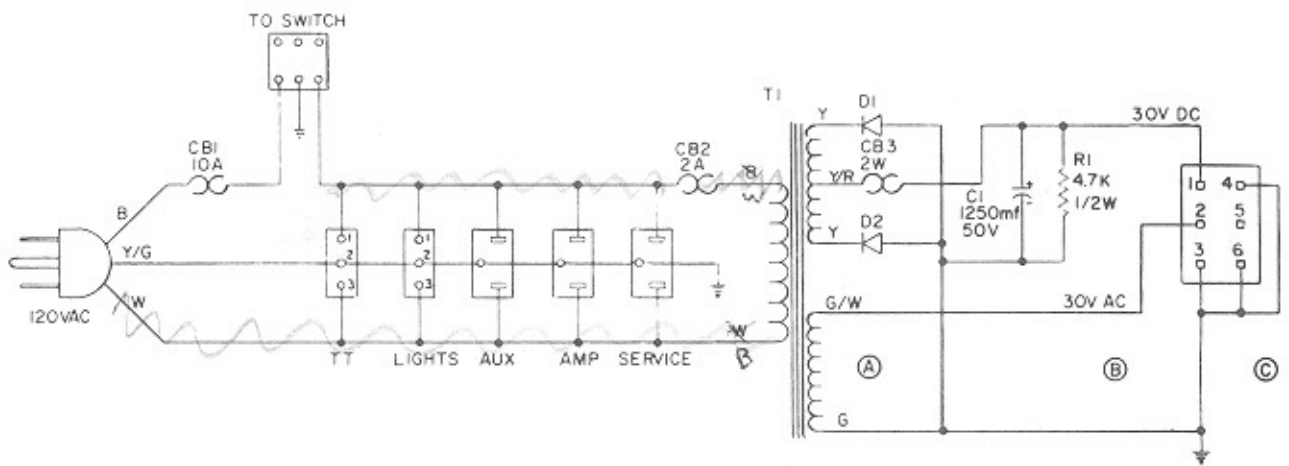 TO SWITCH
CB1
10A
B
Y/G
W
120VAC
1
2
3
TT
1
2
3
LIGHTS
AUX
AMP
SERVICE
CB2
2A
B
W
W
B
T1
Y
D1
CB3
2W
Y/R
Y
D2
G/W
G
C1
1250mf
50V
+
-
R1
4.7K
1/2W
30V DC
30V AC
1
4
2
5
3
6
A
B
C